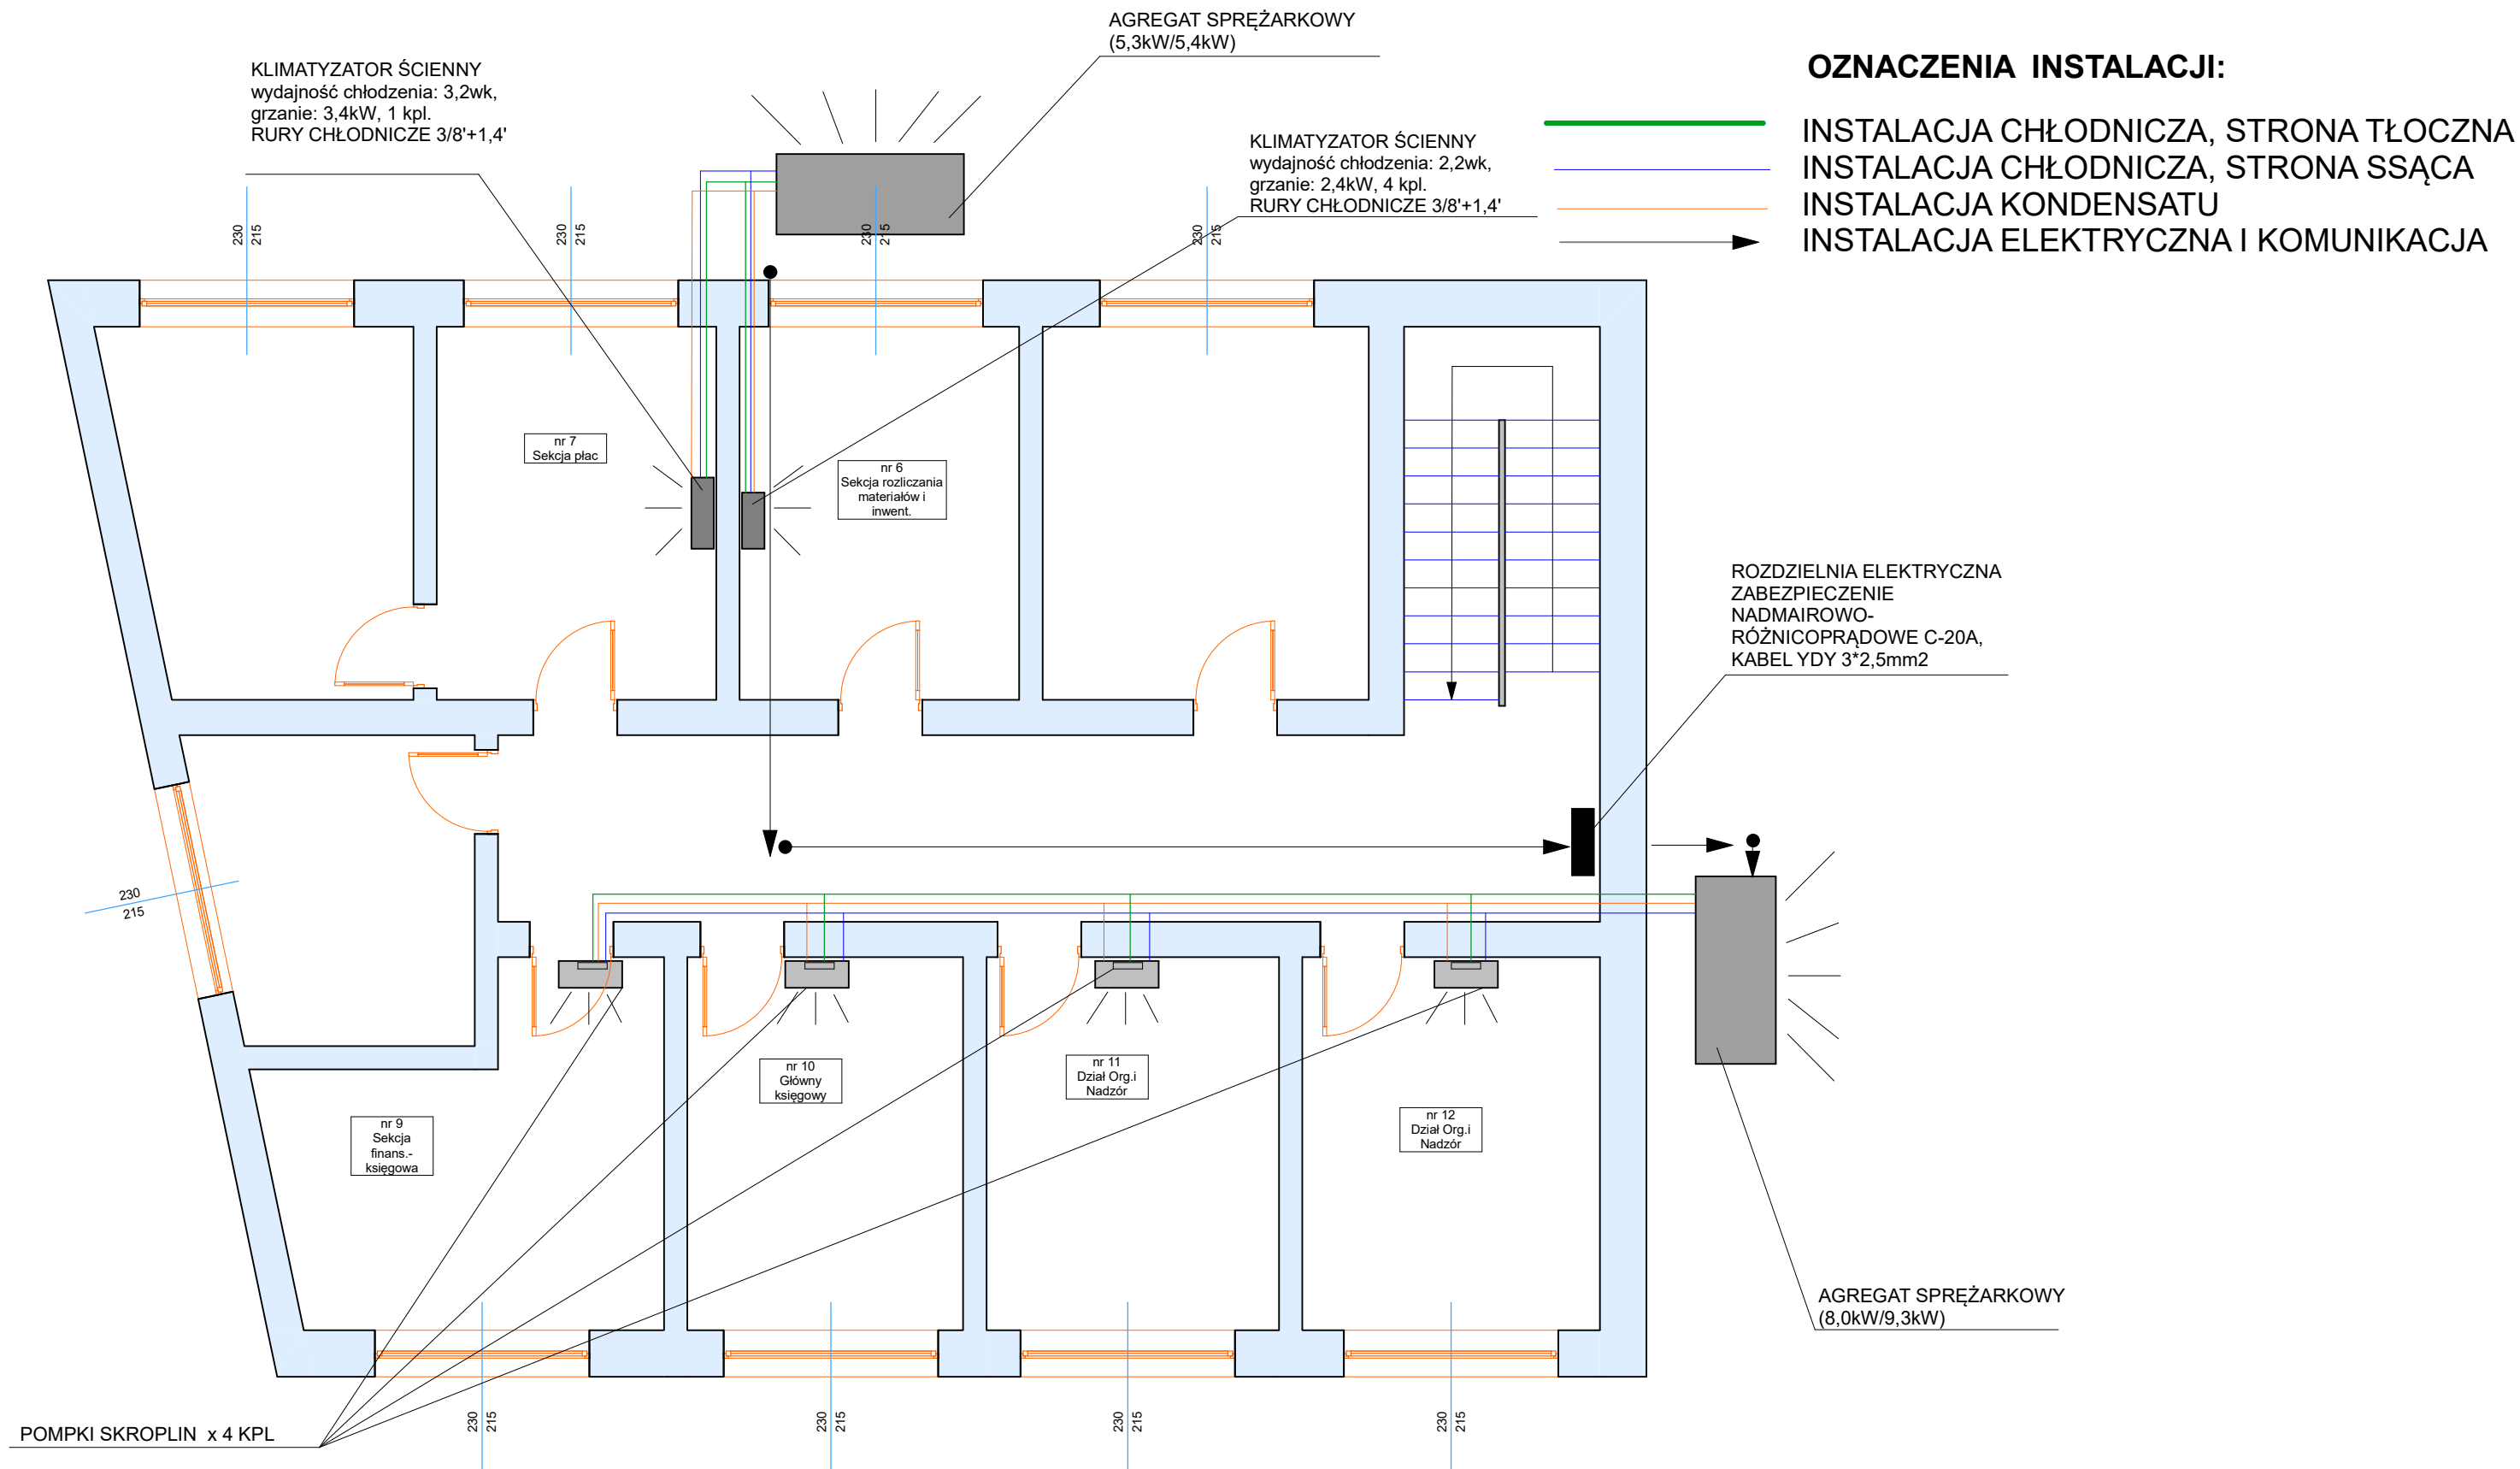 AGREGAT SPRĘŻARKOWY
(5,3kW/5,4kW)
KLIMATYZATOR ŚCIENNY
wydajność chłodzenia: 3,2wk,
grzanie: 3,4kW, 1 kpl.
RURY CHŁODNICZE 3/8'+1,4'
KLIMATYZATOR ŚCIENNY
wydajność chłodzenia: 2,2wk,
grzanie: 2,4kW, 4 kpl.
RURY CHŁODNICZE 3/8'+1,4'
OZNACZENIA INSTALACJI:
INSTALACJA CHŁODNICZA, STRONA TŁOCZNA
INSTALACJA CHŁODNICZA, STRONA SSĄCA
INSTALACJA KONDENSATU
INSTALACJA ELEKTRYCZNA I KOMUNIKACJA
230
215
230
215
230
215
230
215
nr 7
Sekcja płac
nr 6
Sekcja rozliczania
materiałów i
inwent.
ROZDZIELNIA ELEKTRYCZNA
ZABEZPIECZENIE
NADMAIROWO-
RÓŻNICOPRĄDOWE C-20A,
KABEL YDY 3*2,5mm2
230
215
nr 9
Sekcja
finans.-
księgowa
nr 10
Główny
księgowy
nr 11
Dział Org.i
Nadzór
nr 12
Dział Org.i
Nadzór
AGREGAT SPRĘŻARKOWY
(8,0kW/9,3kW)
POMPKI SKROPLIN x 4 KPL
230
215
230
215
230
215
230
215